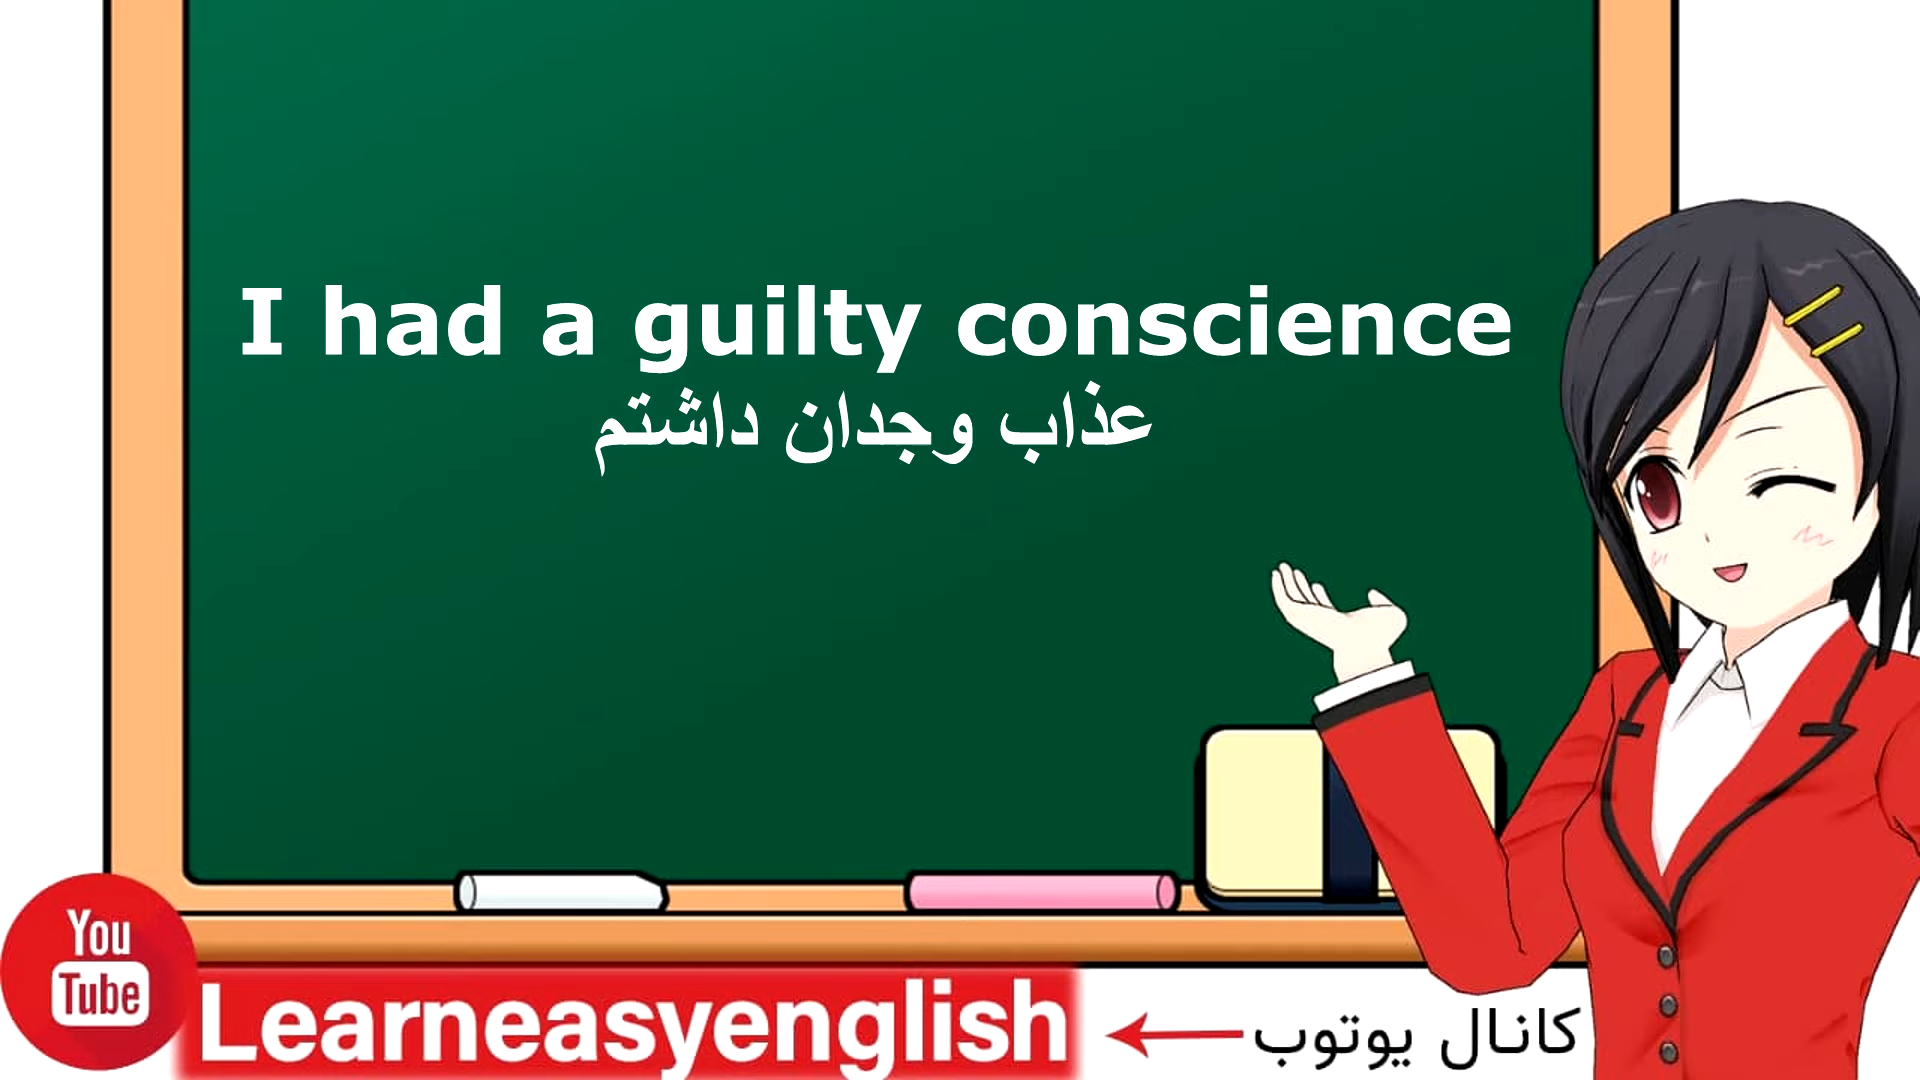 I had a guilty conscience
عذاب وجدان داشتم
You
Tube
Learneasyenglish
کانال یوتوب